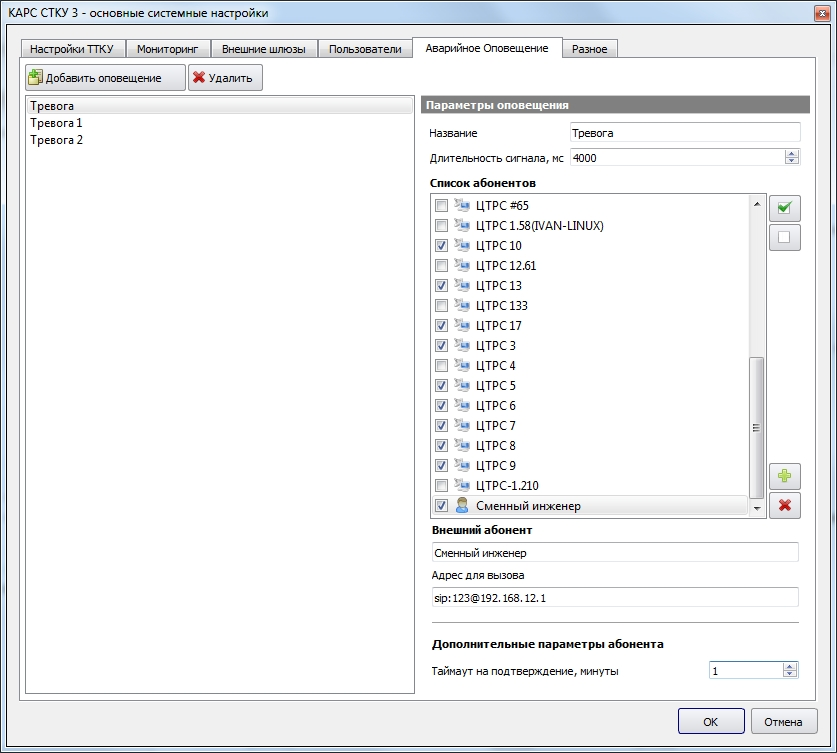 КАРС СТКУ 3 - основные системные настройки
Настройки ТТКУ Мониторинг Внешние шлюзы Пользователи Аварийное Оповещение Разное
Добавить оповещение Удалить
Тревога
Тревога 1
Тревога 2
Параметры оповещения
Название Тревога
Длительность сигнала, мс 4000
Список абонентов
ЦТРС #65
ЦТРС 1.58(IVAN-LINUX)
ЦТРС 10
ЦТРС 12.61
ЦТРС 13
ЦТРС 133
ЦТРС 17
ЦТРС 3
ЦТРС 4
ЦТРС 5
ЦТРС 6
ЦТРС 7
ЦТРС 8
ЦТРС 9
ЦТРС-1.210
Сменный инженер
Внешний абонент
Сменный инженер
Адрес для вызова
sip:123@192.168.12.1
Дополнительные параметры абонента
Таймаут на подтверждение, минуты 1
ОК Отмена